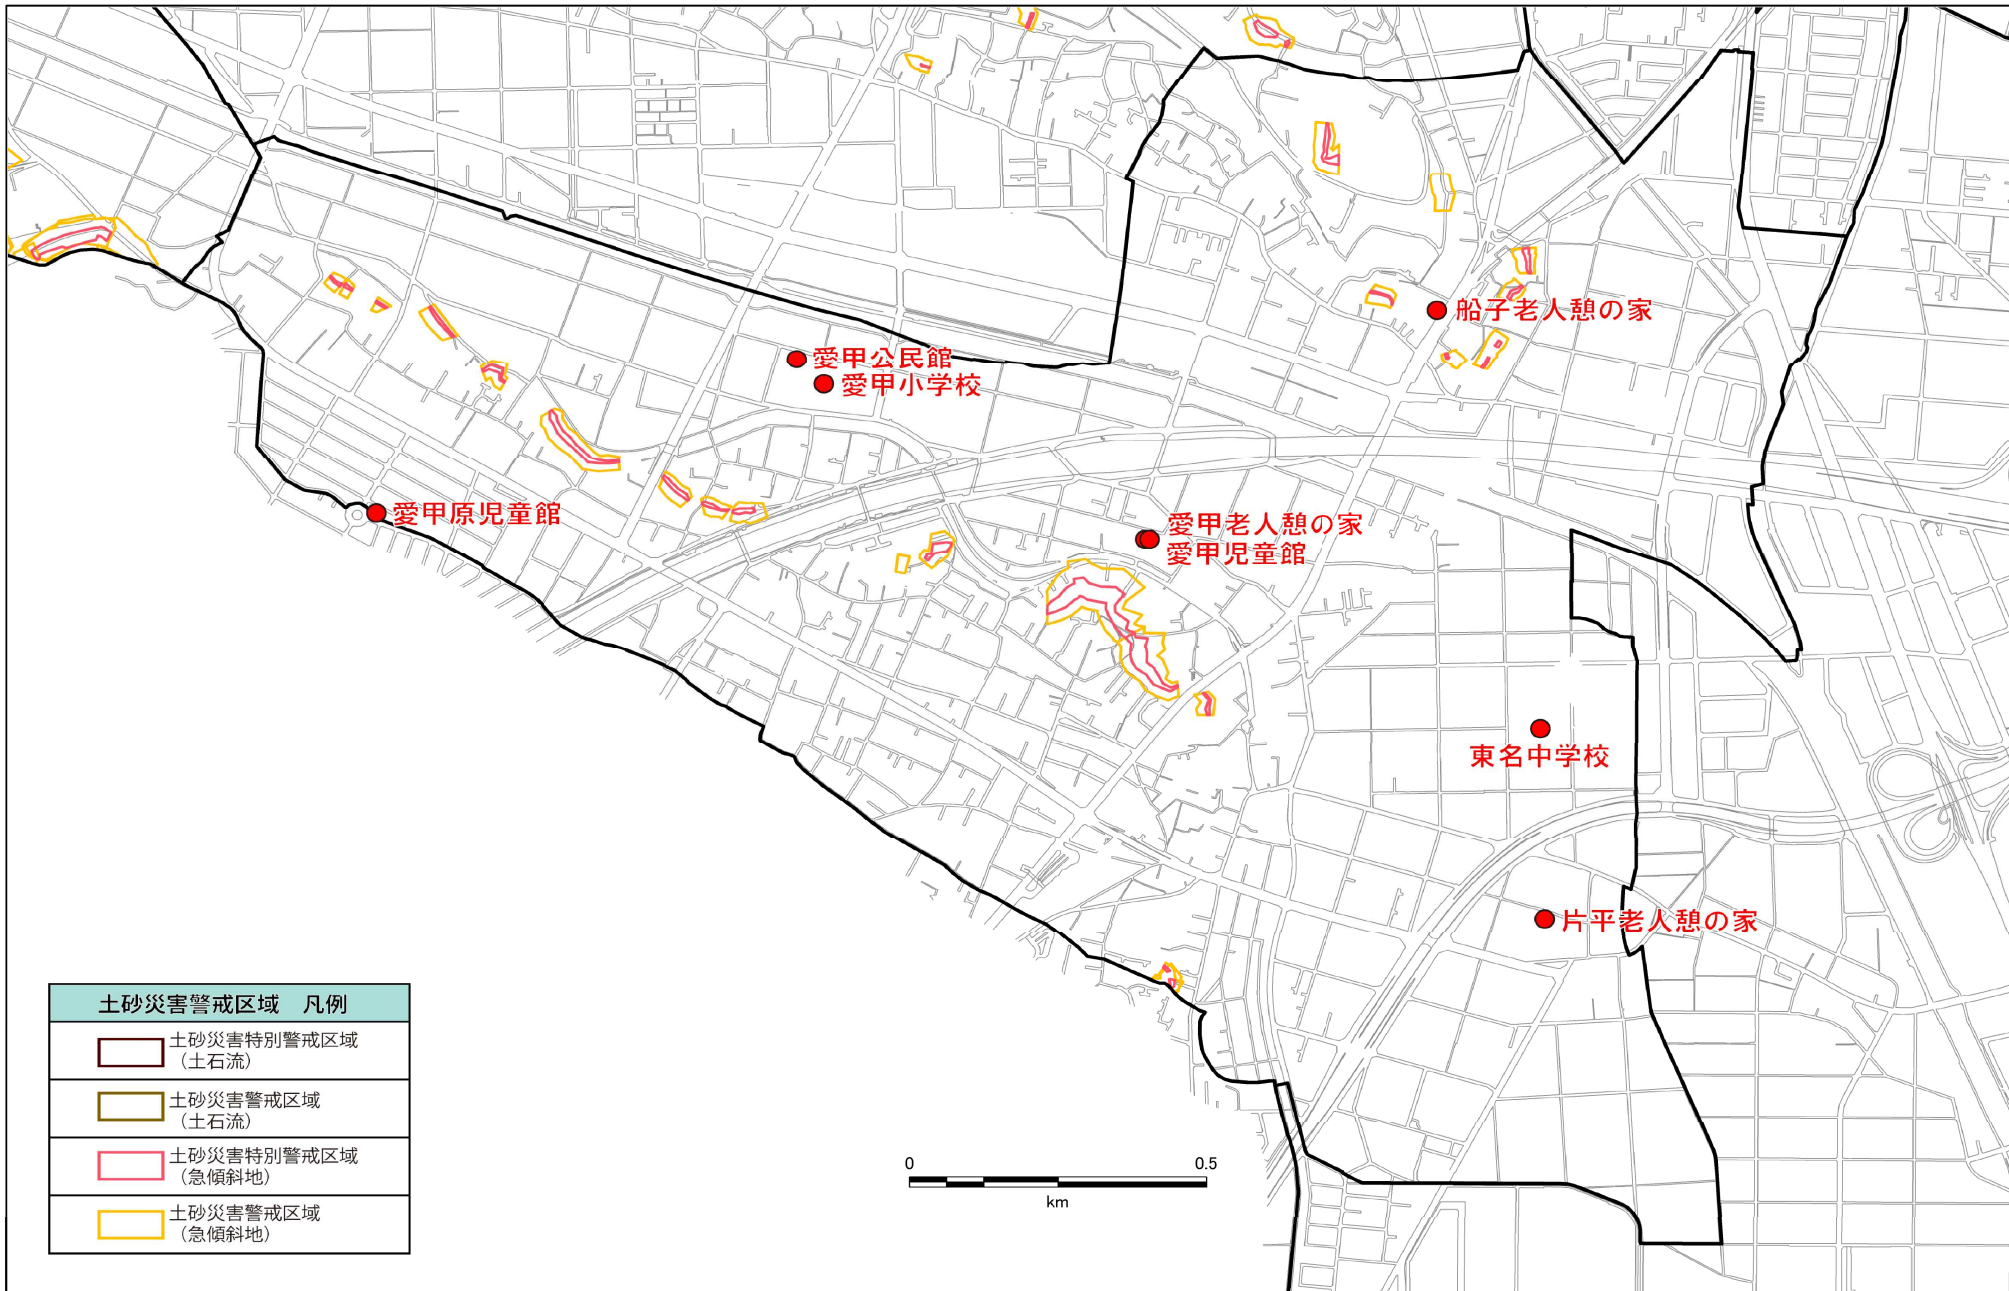 船子老人憩の家
愛甲公民館
愛甲小学校
愛甲原児童館
愛甲老人憩の家
愛甲児童館
東名中学校
片平老人憩の家
土砂災害警戒区域　凡例
土砂災害特別警戒区域
（土石流）
土砂災害警戒区域
（土石流）
土砂災害特別警戒区域
（急傾斜地）
土砂災害警戒区域
（急傾斜地）
0 0.5
km